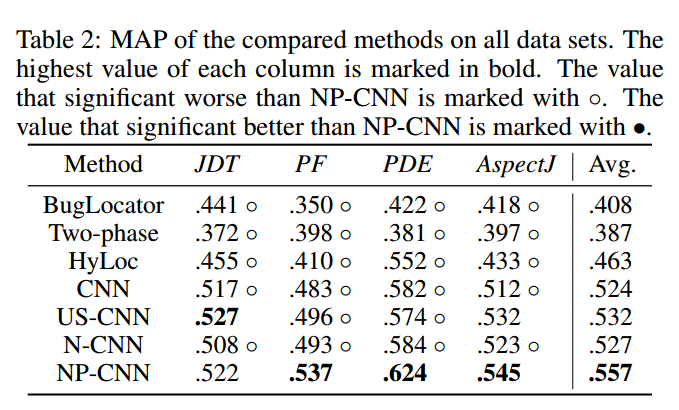 Table 2: MAP of the compared methods on all data sets. The
highest value of each column is marked in bold. The value
that significant worse than NP-CNN is marked with ○. The
value that significant better than NP-CNN is marked with ●.
Method JDT PF PDE AspectJ Avg.
BugLocator .441 ○ .350 ○ .422 ○ .418 ○ .408
Two-phase .372 ○ .398 ○ .381 ○ .397 ○ .387
HyLoc .455 ○ .410 ○ .552 ○ .433 ○ .463
CNN .517 ○ .483 ○ .582 ○ .512 ○ .524
US-CNN .527 .496 ○ .574 ○ .532 .532
N-CNN .508 ○ .493 ○ .584 ○ .523 ○ .527
NP-CNN .522 .537 .624 .545 .557